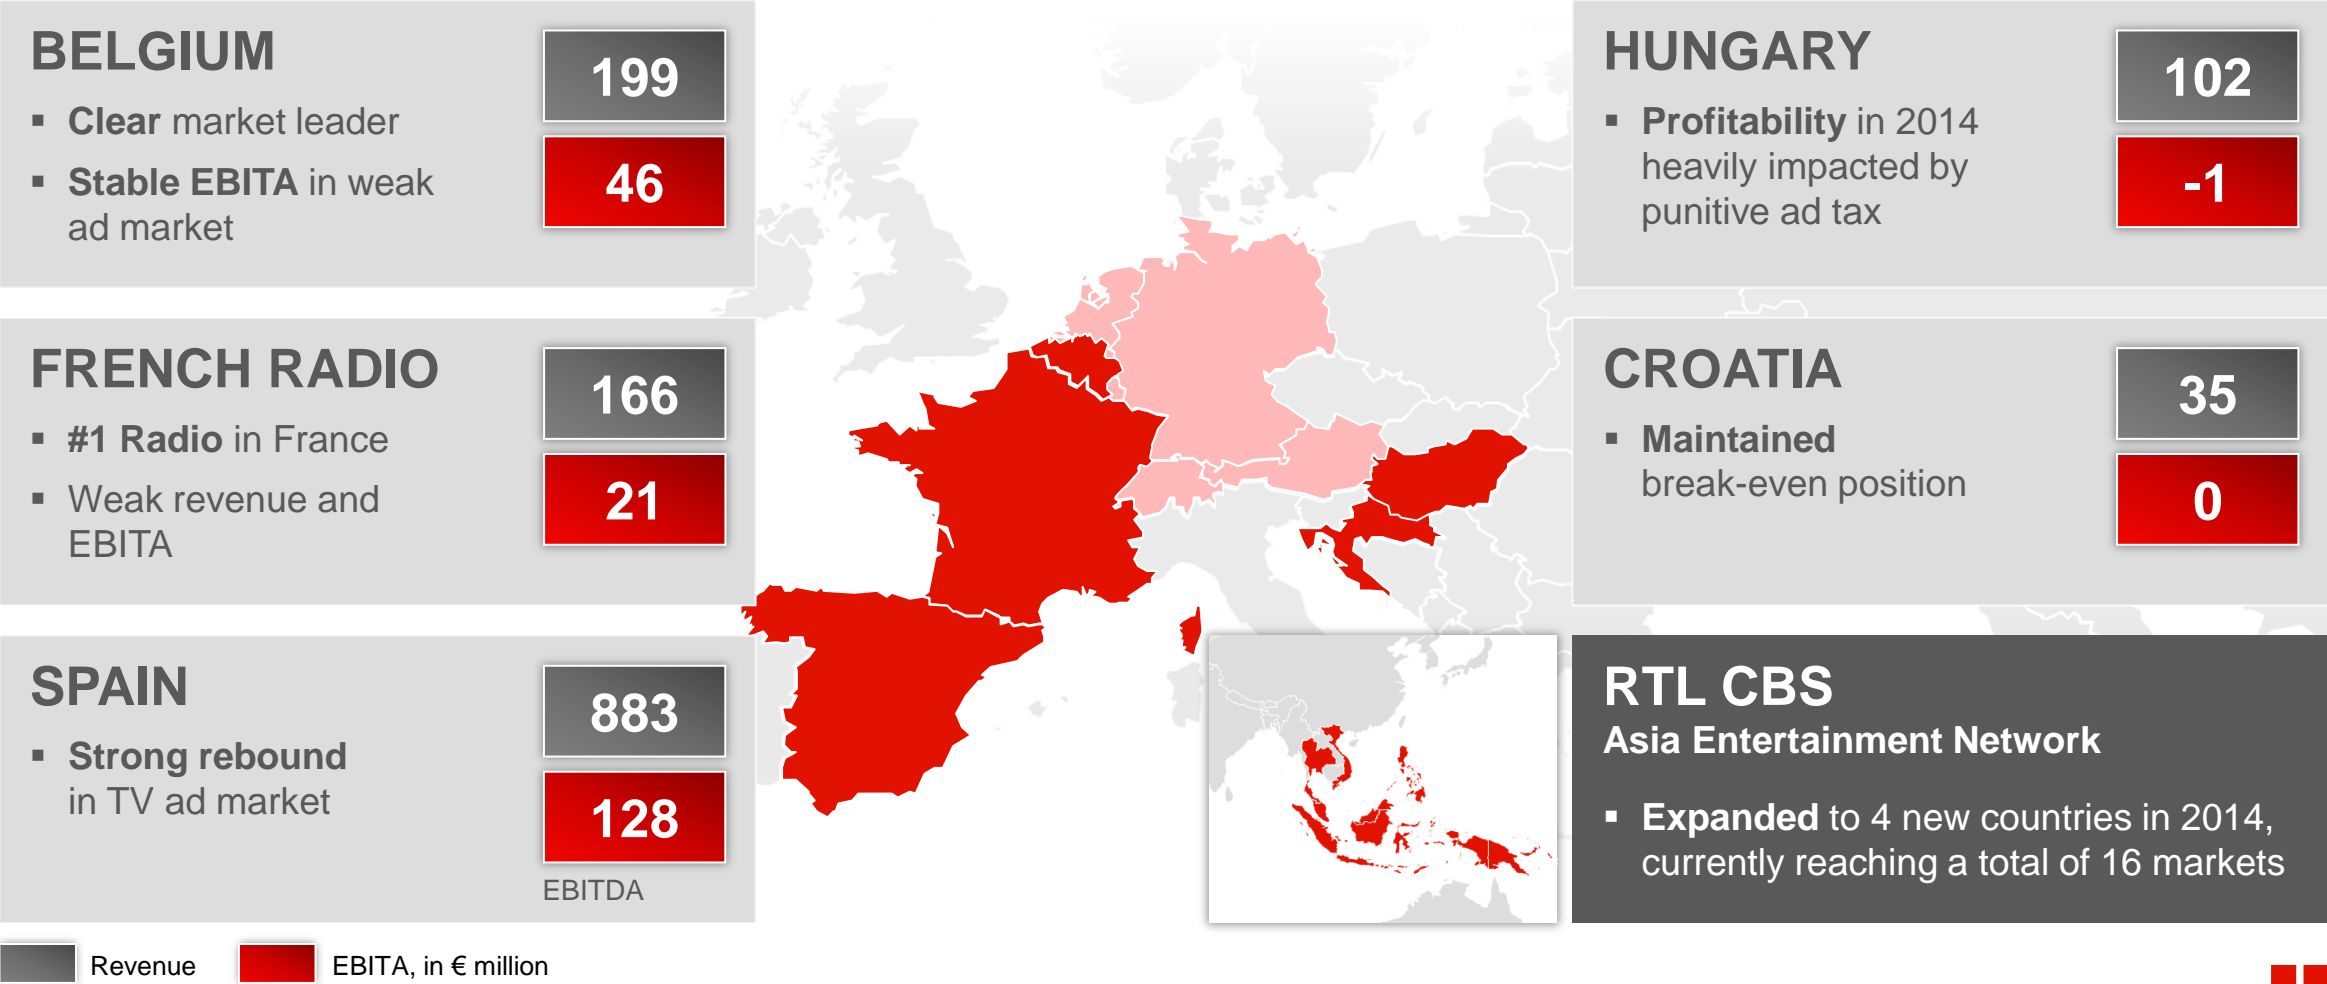 BELGIUM
199
▪ Clear market leader
46
▪ Stable EBITA in weak
ad market
FRENCH RADIO
166
▪ #1 Radio in France
21
▪ Weak revenue and
EBITA
SPAIN
883
▪ Strong rebound
in TV ad market
128
EBITDA
HUNGARY
102
▪ Profitability in 2014
heavily impacted by
punitive ad tax
-1
CROATIA
35
▪ Maintained
break-even position
0
RTL CBS
Asia Entertainment Network
▪ Expanded to 4 new countries in 2014,
currently reaching a total of 16 markets
Revenue
EBITA, in € million